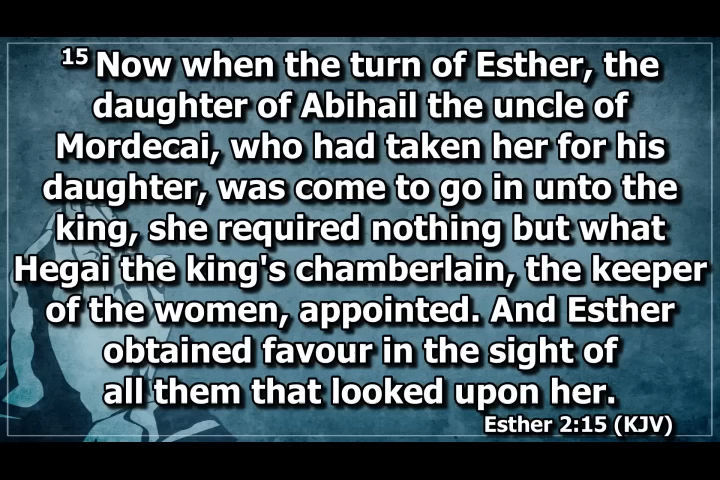 15 Now when the turn of Esther, the
daughter of Abihail the uncle of
Mordecai, who had taken her for his
daughter, was come to go in unto the
king, she required nothing but what
Hegai the king's chamberlain, the keeper
of the women, appointed. And Esther
obtained favour in the sight of
all them that looked upon her.
Esther 2:15 (KJV)